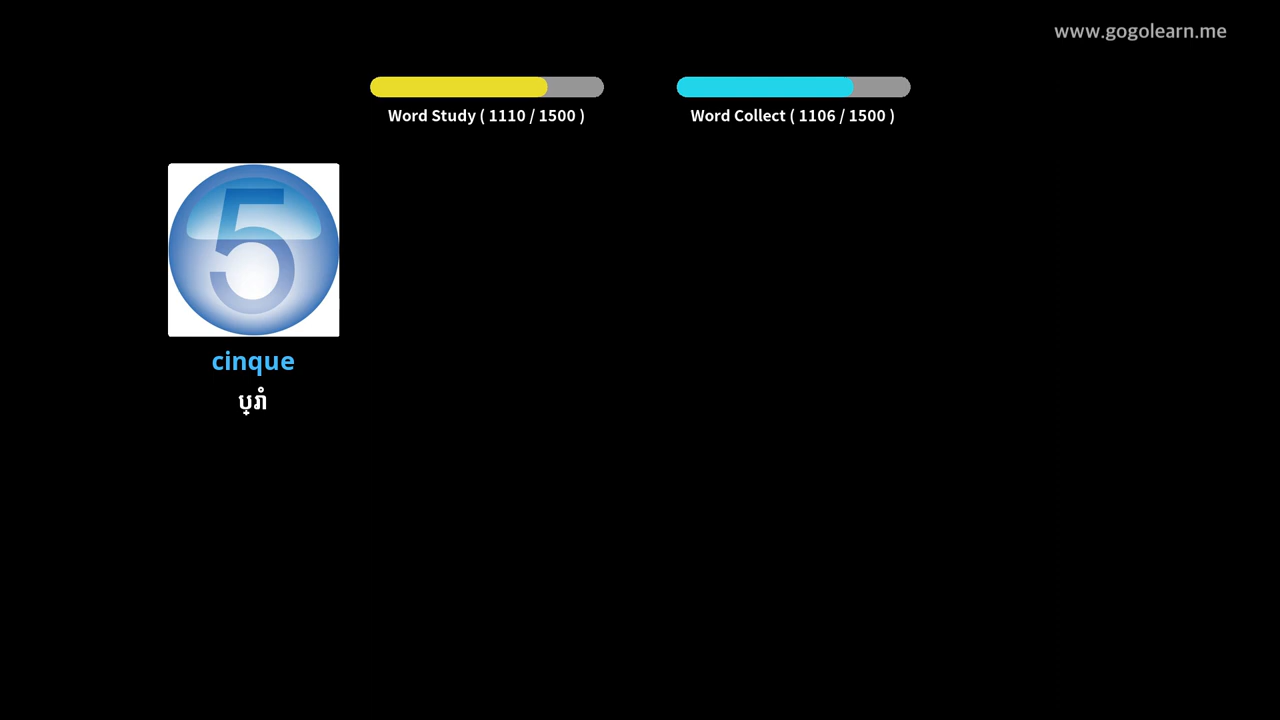 www.gogolearn.me
Word Study ( 1110 / 1500 )
Word Collect ( 1106 / 1500 )
5
cinque
ប្រាំ